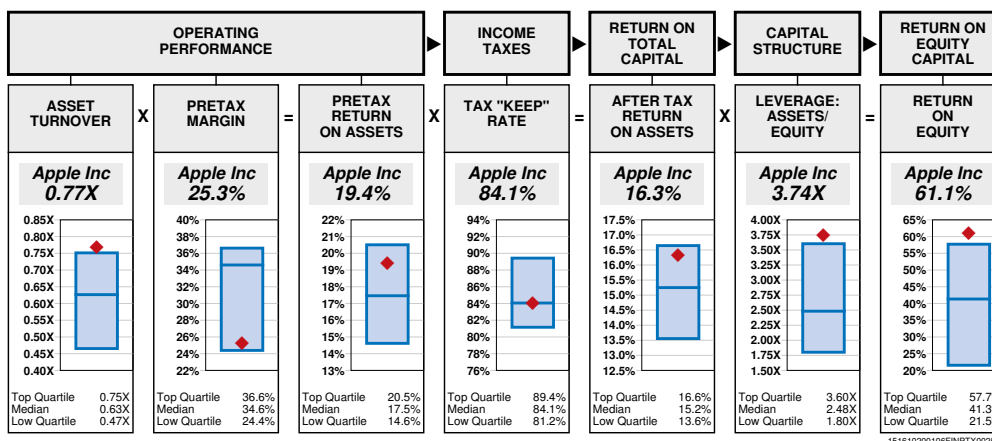 OPERATING
PERFORMANCE
INCOME
TAXES
RETURN ON
TOTAL
CAPITAL
CAPITAL
STRUCTURE
RETURN ON
EQUITY
CAPITAL
ASSET
TURNOVER
X
PRETAX
MARGIN
=
PRETAX
RETURN
ON ASSETS
X
TAX "KEEP"
RATE
=
AFTER TAX
RETURN
ON ASSETS
X
LEVERAGE:
ASSETS/
EQUITY
=
RETURN
ON
EQUITY
Apple Inc
0.77X
Apple Inc
25.3%
Apple Inc
19.4%
Apple Inc
84.1%
Apple Inc
16.3%
Apple Inc
3.74X
Apple Inc
61.1%
0.85X
0.80X
0.75X
0.70X
0.65X
0.60X
0.55X
0.50X
0.45X
0.40X
40%
38%
36%
34%
32%
30%
28%
26%
24%
22%
22%
21%
20%
19%
18%
17%
16%
15%
14%
13%
94%
92%
90%
88%
86%
84%
82%
80%
78%
76%
17.5%
17.0%
16.5%
16.0%
15.5%
15.0%
14.5%
14.0%
13.5%
13.0%
12.5%
4.00X
3.75X
3.50X
3.25X
3.00X
2.75X
2.50X
2.25X
2.00X
1.75X
1.50X
65%
60%
55%
50%
45%
40%
35%
30%
25%
20%
Top Quartile 0.75X
Median 0.63X
Low Quartile 0.47X
Top Quartile 36.6%
Median 34.6%
Low Quartile 24.4%
Top Quartile 20.5%
Median 17.5%
Low Quartile 14.6%
Top Quartile 89.4%
Median 84.1%
Low Quartile 81.2%
Top Quartile 16.6%
Median 15.2%
Low Quartile 13.6%
Top Quartile 3.60X
Median 2.48X
Low Quartile 1.80X
Top Quartile 57.7
Median 41.3
Low Quartile 21.5